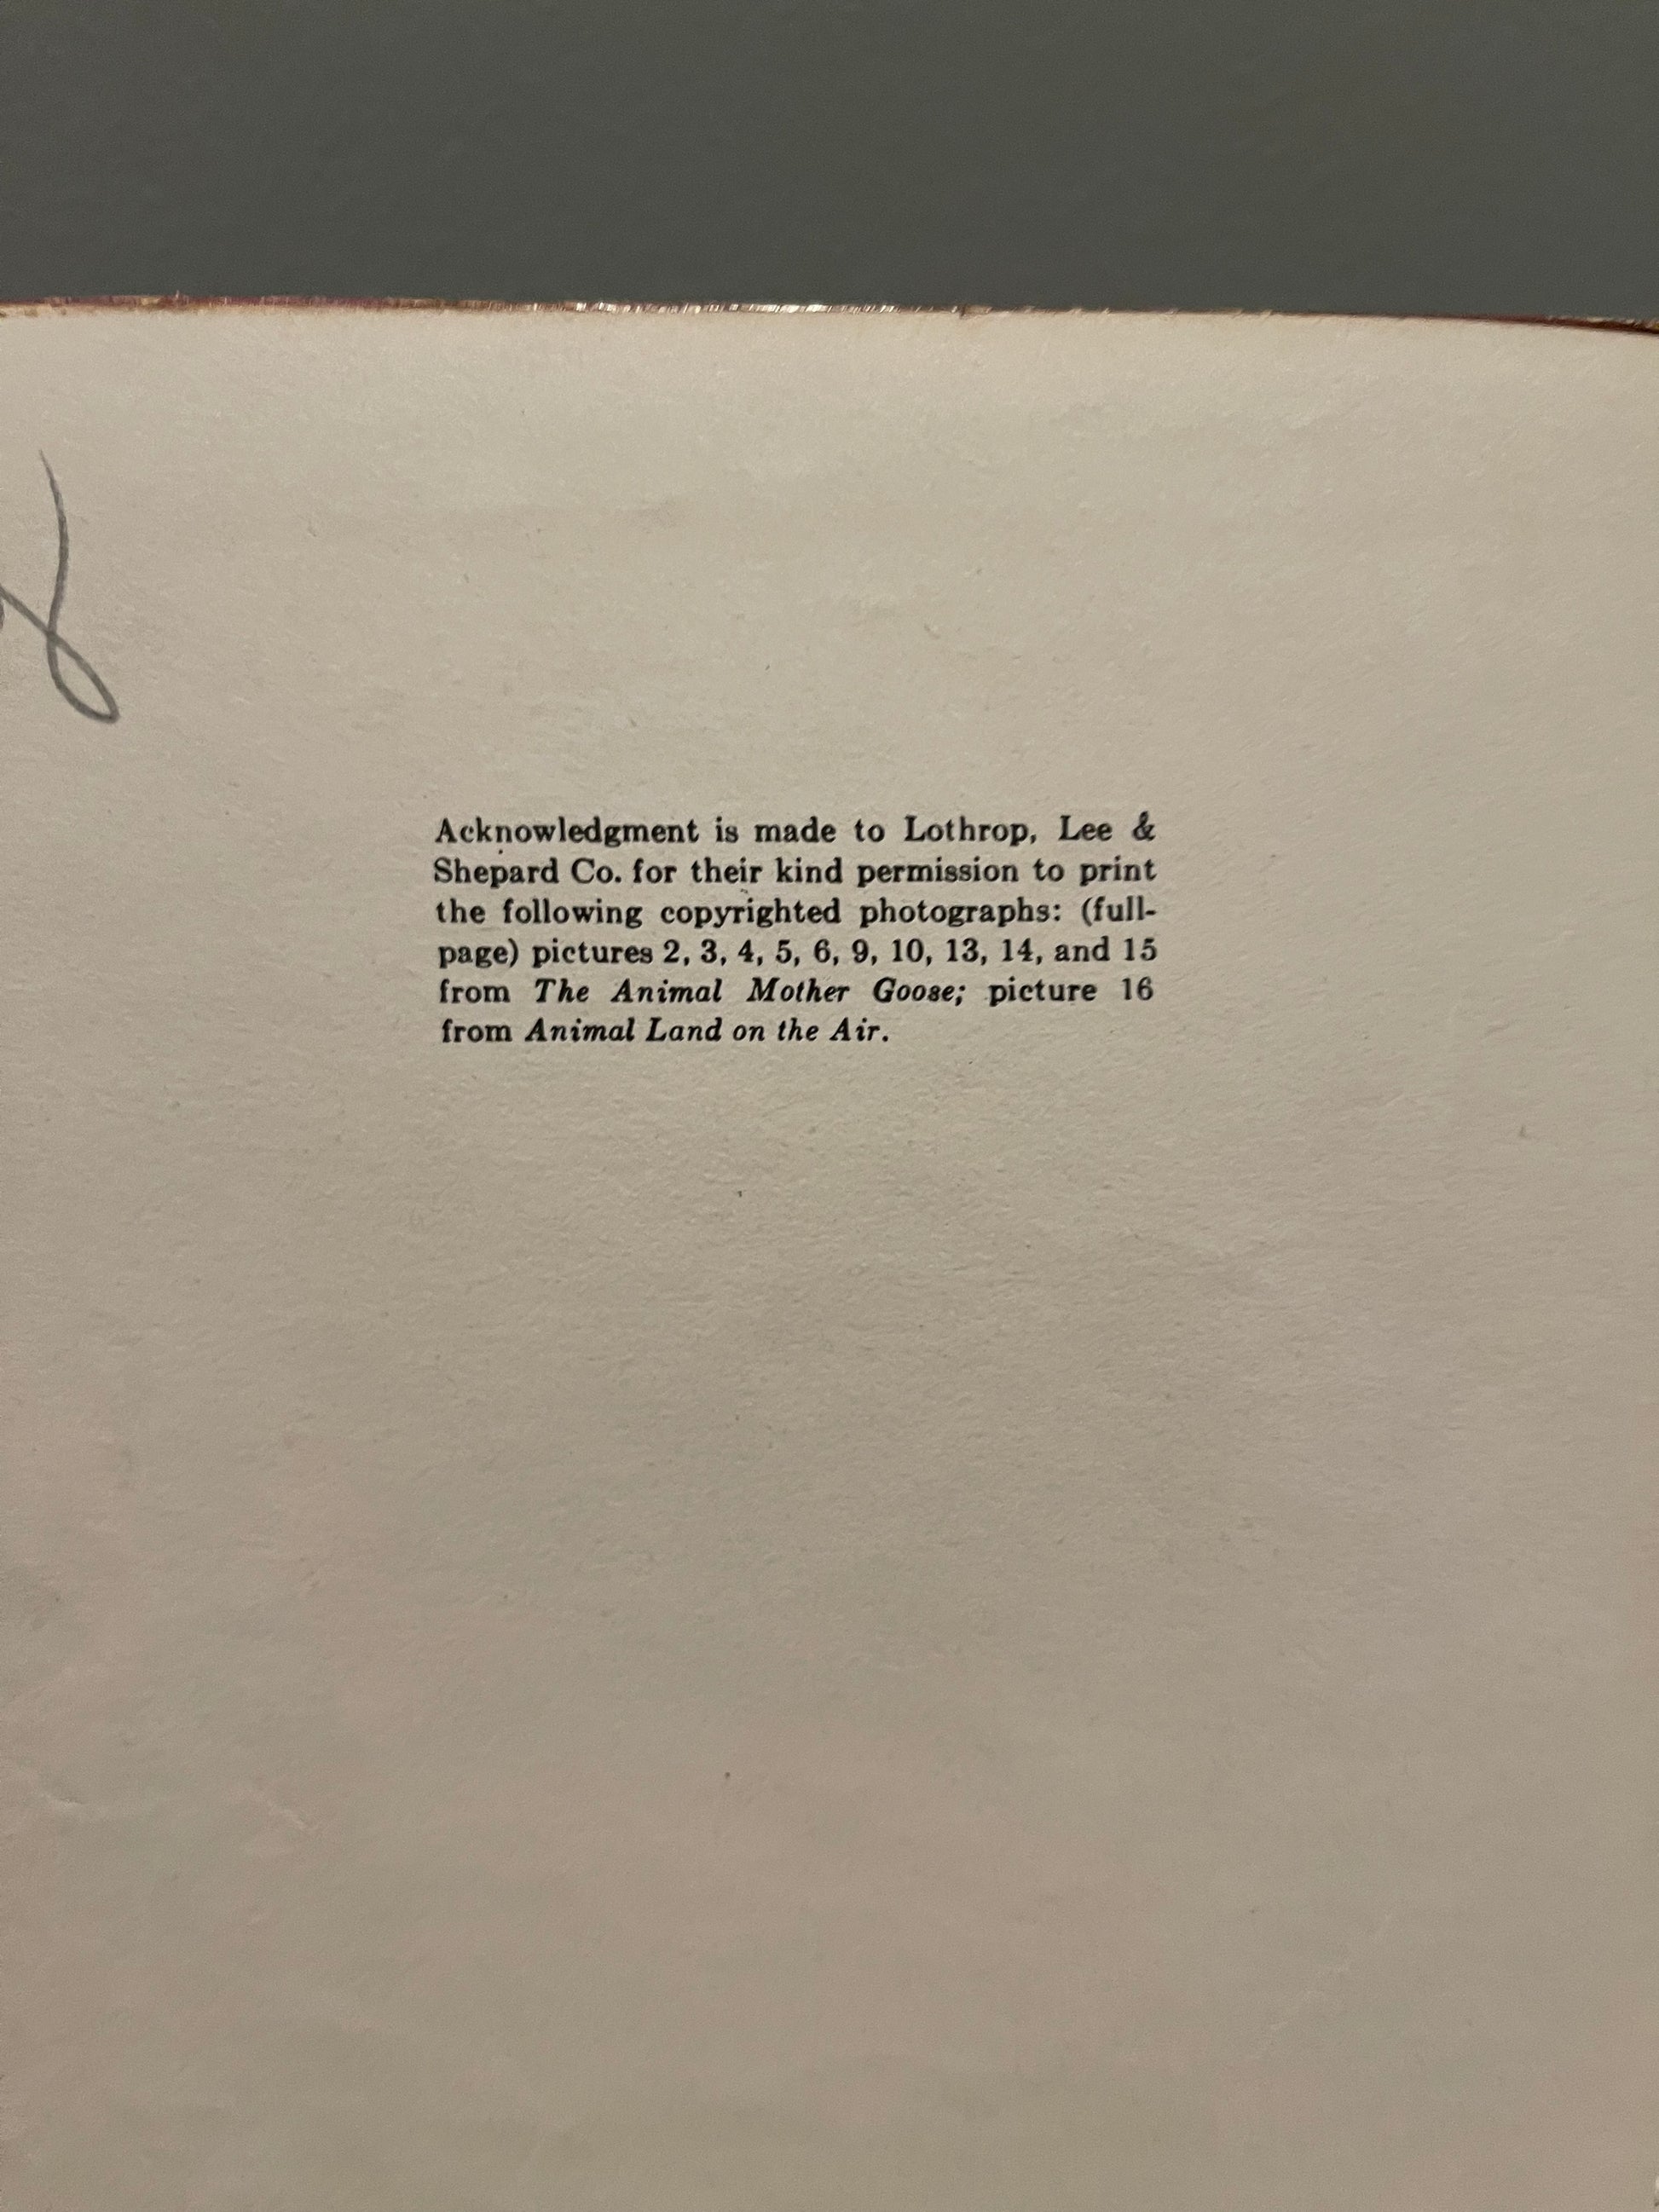 Acknowledgment is made to Lothrop, Lee &
Shepard Co. for their kind permission to print
the following copyrighted photographs: (full-
page) pictures 2, 3, 4, 5, 6, 9, 10, 13, 14, and 15
from The Animal Mother Goose; picture 16
from Animal Land on the Air.